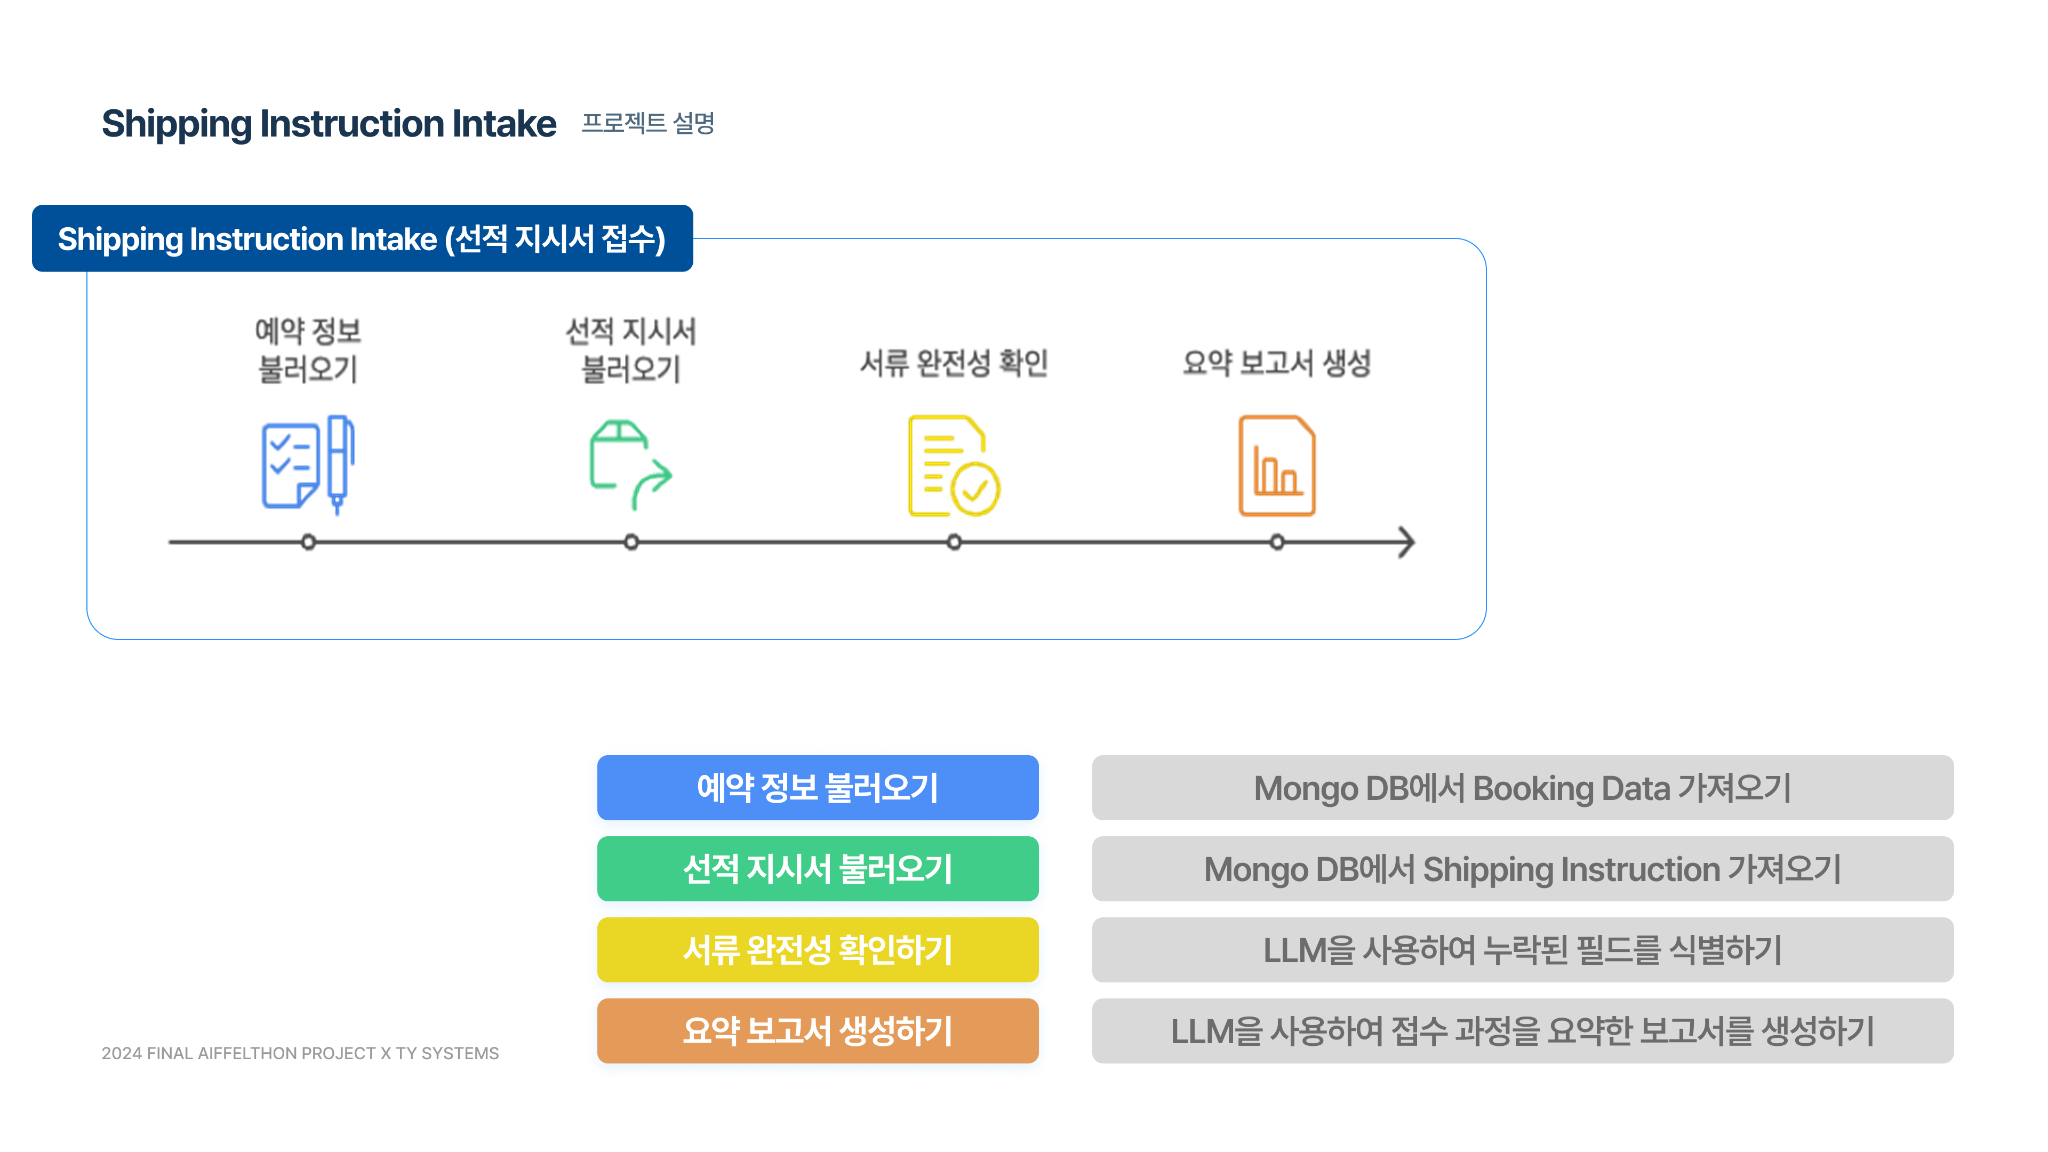 Shipping Instruction Intake 프로젝트 설명
Shipping Instruction Intake (선적 지시서 접수)
예약 정보
불러오기
선적 지시서
불러오기
서류 완전성 확인
요약 보고서 생성
예약 정보 불러오기
Mongo DB에서 Booking Data 가져오기
선적 지시서 불러오기
Mongo DB에서 Shipping Instruction 가져오기
서류 완전성 확인하기
LLM을 사용하여 누락된 필드를 식별하기
요약 보고서 생성하기
LLM을 사용하여 접수 과정을 요약한 보고서를 생성하기
2024 FINAL AIFFELTHON PROJECT X TY SYSTEMS